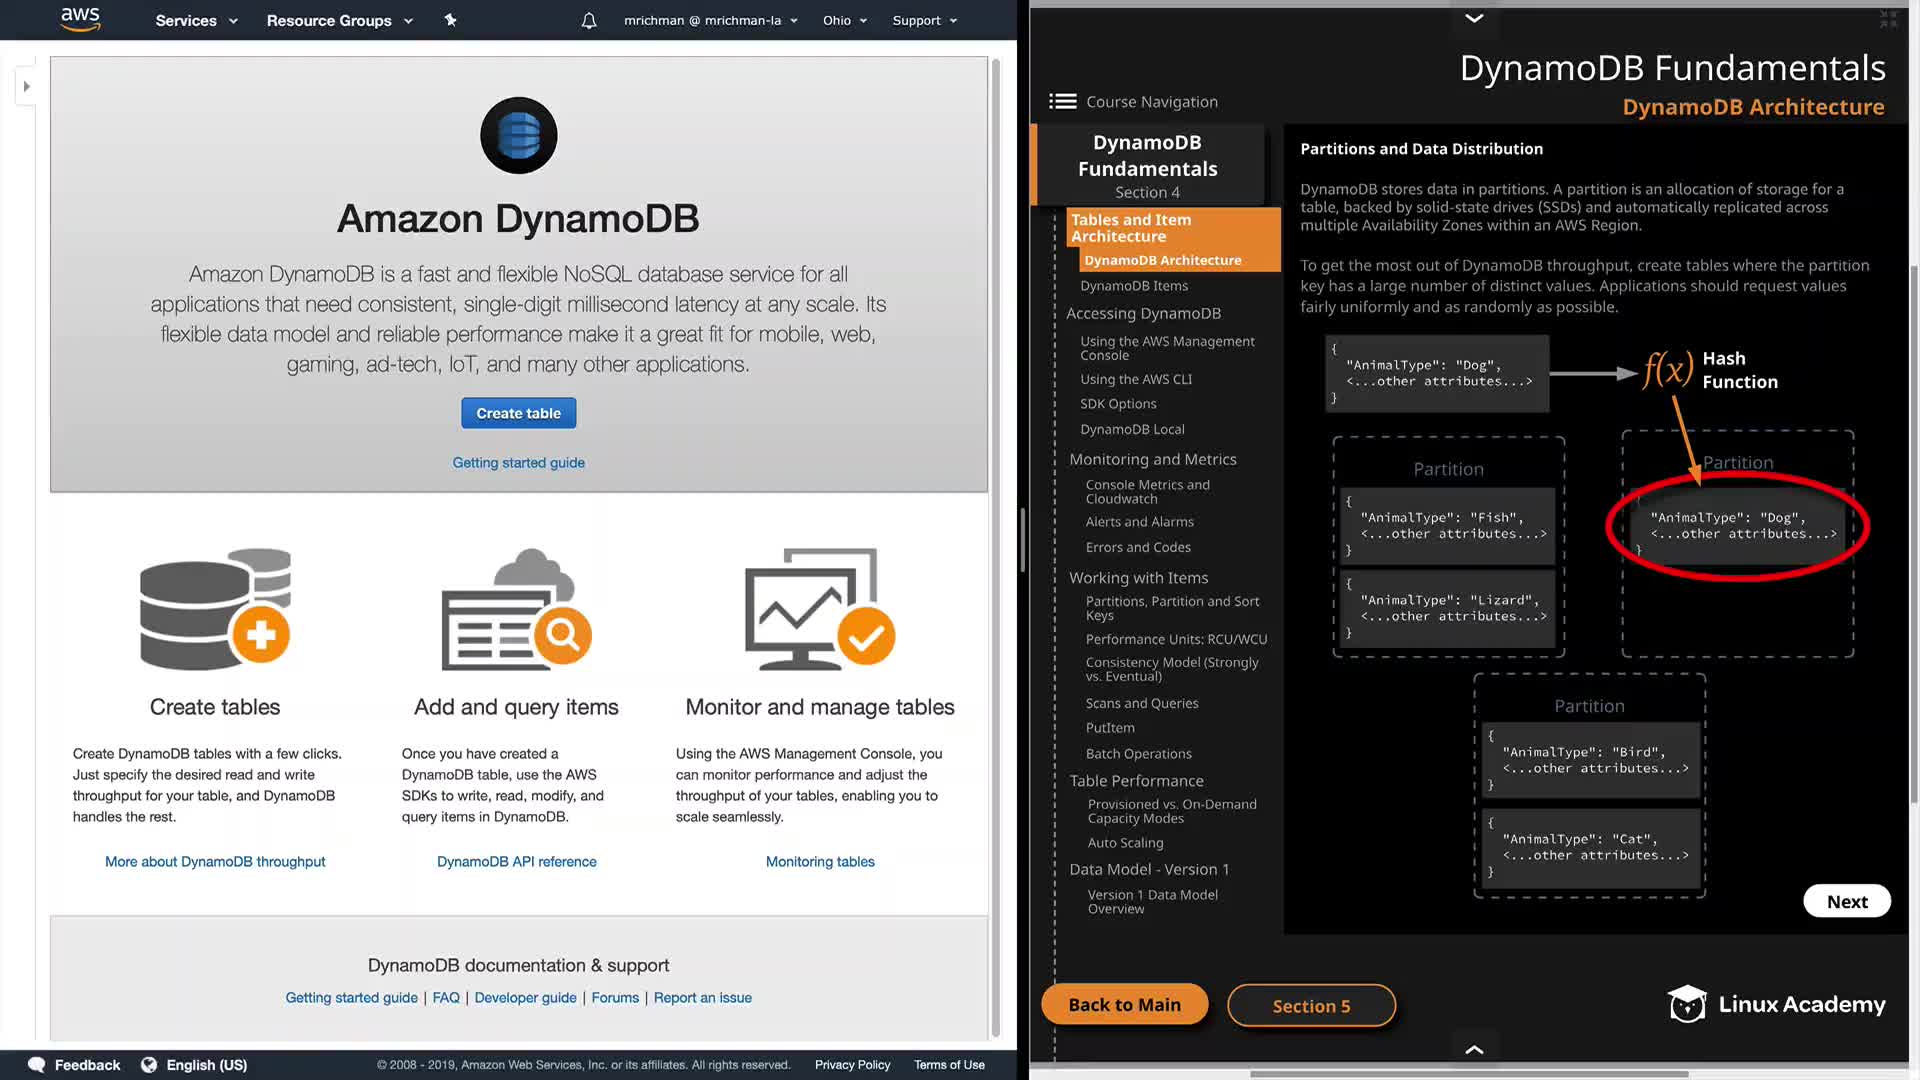 aws
Services
Resource Groups
mrichman @ mrichman-la
Ohio
Support
Amazon DynamoDB
Amazon DynamoDB is a fast and flexible NoSQL database service for all
applications that need consistent, single-digit millisecond latency at any scale. Its
flexible data model and reliable performance make it a great fit for mobile, web,
gaming, ad-tech, IoT, and many other applications.
Create table
Getting started guide
Create tables
Create DynamoDB tables with a few clicks.
Just specify the desired read and write
throughput for your table, and DynamoDB
handles the rest.
More about DynamoDB throughput
Add and query items
Once you have created a
DynamoDB table, use the AWS
SDKs to write, read, modify, and
query items in DynamoDB.
DynamoDB API reference
Monitor and manage tables
Using the AWS Management Console, you
can monitor performance and adjust the
throughput of your tables, enabling you to
scale seamlessly.
Monitoring tables
DynamoDB documentation & support
Getting started guide | FAQ | Developer guide | Forums | Report an issue
Feedback
English (US)
© 2008 - 2019, Amazon Web Services, Inc. or its affiliates. All rights reserved.
Privacy Policy
Terms of Use
DynamoDB Fundamentals
DynamoDB Architecture
Course Navigation
DynamoDB
Fundamentals
Section 4
Tables and Item
Architecture
DynamoDB Architecture
DynamoDB Items
Accessing DynamoDB
Using the AWS Management
Console
Using the AWS CLI
SDK Options
DynamoDB Local
Monitoring and Metrics
Console Metrics and
Cloudwatch
Alerts and Alarms
Errors and Codes
Working with Items
Partitions, Partition and Sort
Keys
Performance Units: RCU/WCU
Consistency Model (Strongly
vs. Eventual)
Scans and Queries
PutItem
Batch Operations
Table Performance
Provisioned vs. On-Demand
Capacity Modes
Auto Scaling
Data Model - Version 1
Version 1 Data Model
Overview
Partitions and Data Distribution
DynamoDB stores data in partitions. A partition is an allocation of storage for a
table, backed by solid-state drives (SSDs) and automatically replicated across
multiple Availability Zones within an AWS Region.
To get the most out of DynamoDB throughput, create tables where the partition
key has a large number of distinct values. Applications should request values
fairly uniformly and as randomly as possible.
{
"AnimalType": "Dog",
<...other attributes...>
}
f(x)
Hash
Function
Partition
{
"AnimalType": "Fish",
<...other attributes...>
}
{
"AnimalType": "Lizard",
<...other attributes...>
}
Partition
{
"AnimalType": "Dog",
<...other attributes...>
}
Partition
{
"AnimalType": "Bird",
<...other attributes...>
}
{
"AnimalType": "Cat",
<...other attributes...>
}
Next
Back to Main
Section 5
Linux Academy